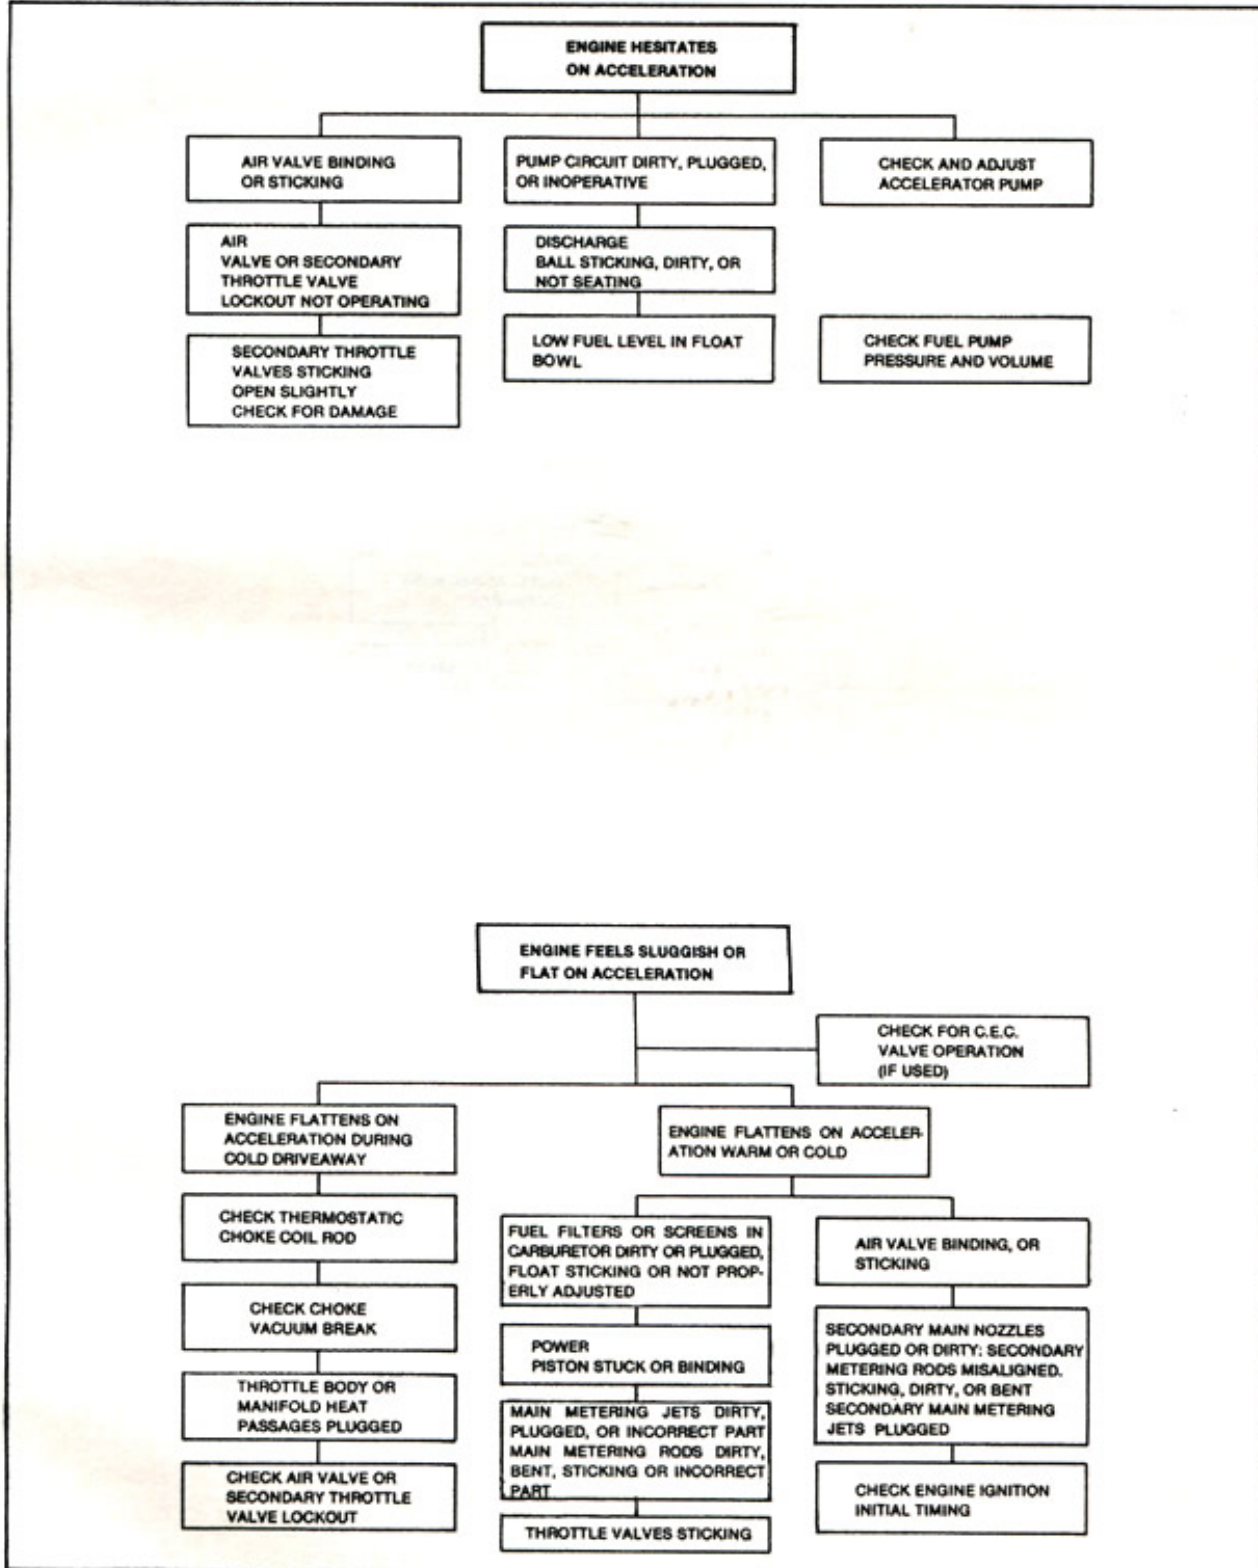 ENGINE HESITATES
ON ACCELERATION
AIR VALVE BINDING
OR STICKING
PUMP CIRCUIT DIRTY, PLUGGED,
OR INOPERATIVE
CHECK AND ADJUST
ACCELERATOR PUMP
AIR
VALVE OR SECONDARY
THROTTLE VALVE
LOCKOUT NOT OPERATING
DISCHARGE
BALL STICKING, DIRTY, OR
NOT SEATING
SECONDARY THROTTLE
VALVES STICKING
OPEN SLIGHTLY
CHECK FOR DAMAGE
LOW FUEL LEVEL IN FLOAT
BOWL
CHECK FUEL PUMP
PRESSURE AND VOLUME
ENGINE FEELS SLUGGISH OR
FLAT ON ACCELERATION
CHECK FOR C.E.C.
VALVE OPERATION
(IF USED)
ENGINE FLATTENS ON
ACCELERATION DURING
COLD DRIVEAWAY
ENGINE FLATTENS ON ACCELER-
ATION WARM OR COLD
CHECK THERMOSTATIC
CHOKE COIL ROD
CHECK CHOKE
VACUUM BREAK
THROTTLE BODY OR
MANIFOLD HEAT
PASSAGES PLUGGED
CHECK AIR VALVE OR
SECONDARY THROTTLE
VALVE LOCKOUT
FUEL FILTERS OR SCREENS IN
CARBURETOR DIRTY OR PLUGGED,
FLOAT STICKING OR NOT PROP-
ERLY ADJUSTED
POWER
PISTON STUCK OR BINDING
MAIN METERING JETS DIRTY,
PLUGGED, OR INCORRECT PART
MAIN METERING RODS DIRTY,
BENT, STICKING OR INCORRECT
PART
THROTTLE VALVES STICKING
AIR VALVE BINDING, OR
STICKING
SECONDARY MAIN NOZZLES
PLUGGED OR DIRTY; SECONDARY
METERING RODS MISALIGNED.
STICKING, DIRTY, OR BENT
SECONDARY MAIN METERING
JETS PLUGGED
CHECK ENGINE IGNITION
INITIAL TIMING